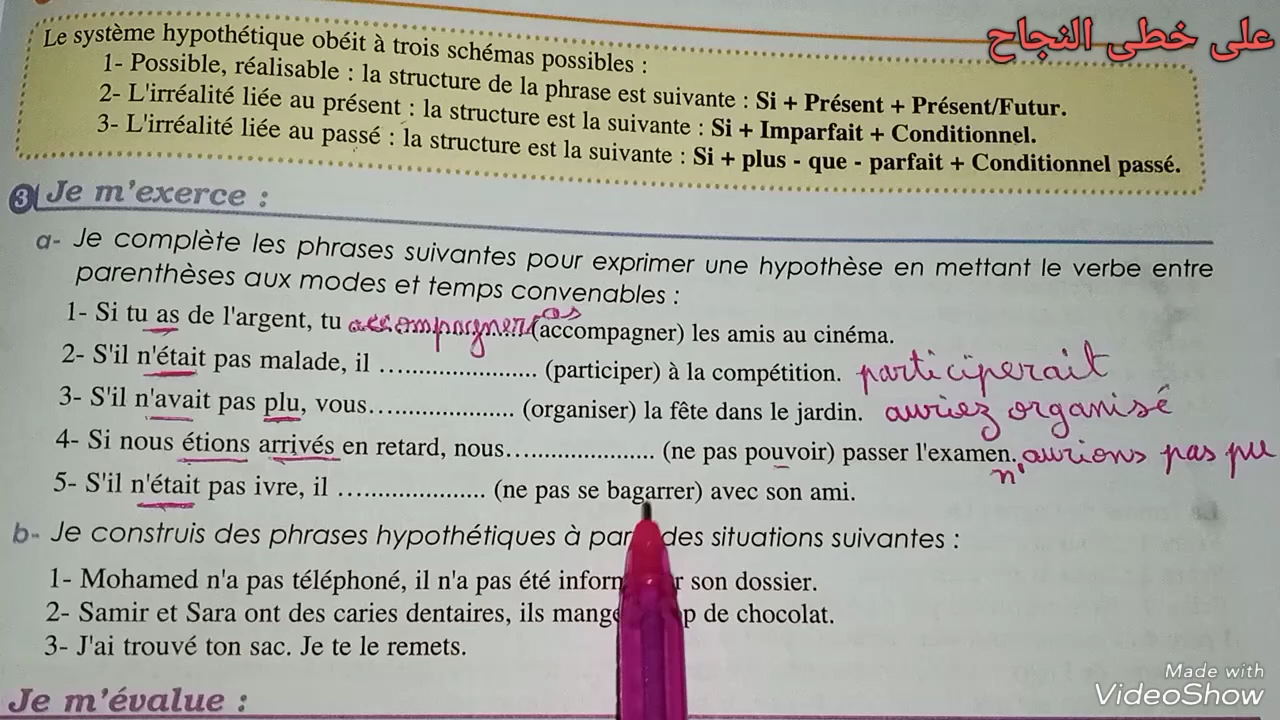 على خطى النجاح
Le système hypothétique obéit à trois schémas possibles :
1- Possible, réalisable : la structure de la phrase est suivante : Si + Présent + Présent/Futur.
2- L'irréalité liée au présent : la structure est la suivante : Si + Imparfait + Conditionnel.
3- L'irréalité liée au passé : la structure est la suivante : Si + plus - que - parfait + Conditionnel passé.
3 Je m'exerce :
a- Je complète les phrases suivantes pour exprimer une hypothèse en mettant le verbe entre
parenthèses aux modes et temps convenables :
1- Si tu as de l'argent, tu accompagneras (accompagner) les amis au cinéma.
2- S'il n'était pas malade, il ........................ (participer) à la compétition. participerait
3- S'il n'avait pas plu, vous........................ (organiser) la fête dans le jardin. auriez organisé
4- Si nous étions arrivés en retard, nous........................ (ne pas pouvoir) passer l'examen. n'aurions pas pu
5- S'il n'était pas ivre, il ........................ (ne pas se bagarrer) avec son ami.
b- Je construis des phrases hypothétiques à par des situations suivantes :
1- Mohamed n'a pas téléphoné, il n'a pas été inform r son dossier.
2- Samir et Sara ont des caries dentaires, ils mange p de chocolat.
3- J'ai trouvé ton sac. Je te le remets.
Je m'évalue :
Made with
VideoShow